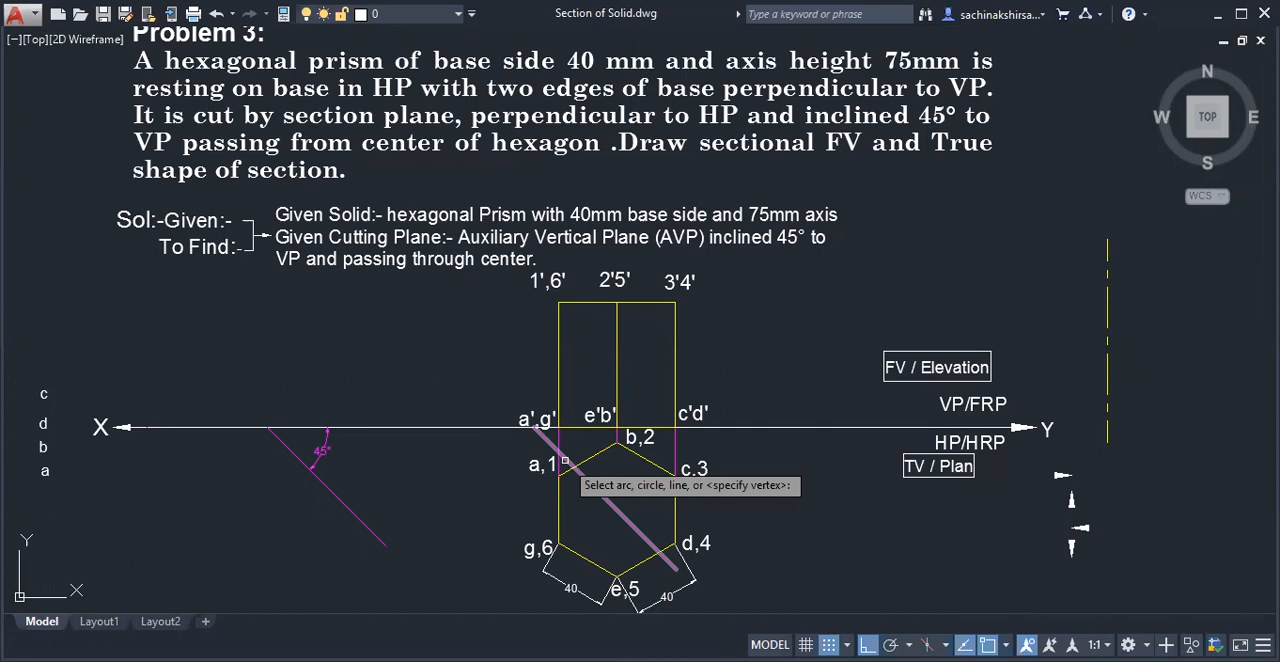 0
Section of Solid.dwg
Type a keyword or phrase
sachinakshirsa...
[−][Top][2D Wireframe]
Problem 3:
A hexagonal prism of base side 40 mm and axis height 75mm is
resting on base in HP with two edges of base perpendicular to VP.
It is cut by section plane, perpendicular to HP and inclined 45° to
VP passing from center of hexagon .Draw sectional FV and True
shape of section.
N
W
TOP
E
S
WCS
Sol:-Given:-
To Find:-
Given Solid:- hexagonal Prism with 40mm base side and 75mm axis
Given Cutting Plane:- Auxiliary Vertical Plane (AVP) inclined 45° to
VP and passing through center.
1',6'
2'5'
3'4'
FV / Elevation
VP/FRP
c
d
b
a
X
a',g'
e'b'
c'd'
Y
45°
b,2
HP/HRP
TV / Plan
a,1
c.3
Select arc, circle, line, or <specify vertex>:
g,6
d,4
40
e,5
40
Y
X
Model
Layout1
Layout2
+
MODEL
1:1